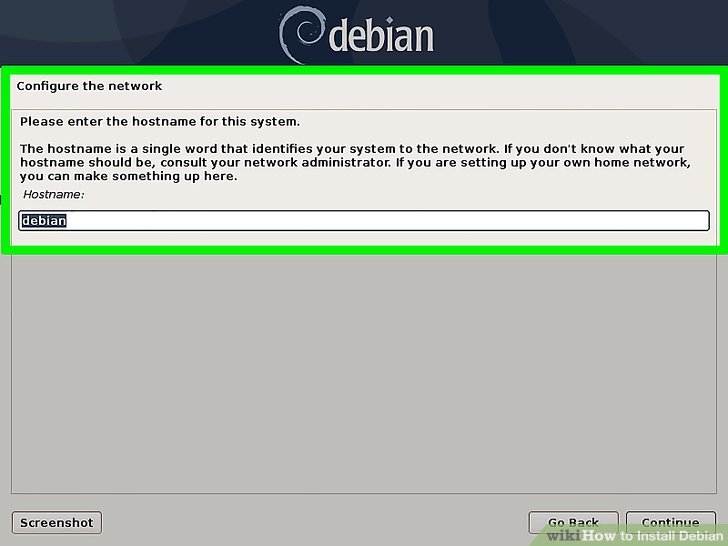 debian
Configure the network
Please enter the hostname for this system.
The hostname is a single word that identifies your system to the network. If you don't know what your
hostname should be, consult your network administrator. If you are setting up your own home network,
you can make something up here.
Hostname:
debian
Screenshot
Go Back
Continue
wikiHow to Install Debian